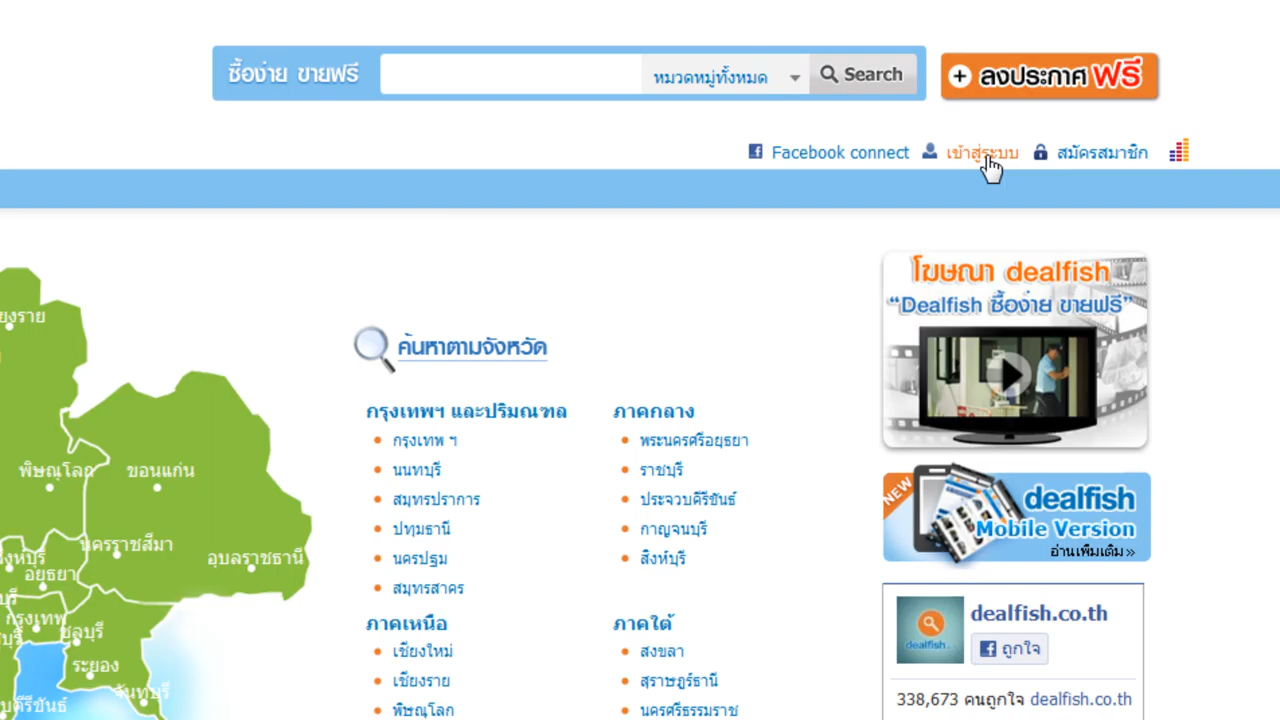 ซื้อง่าย ขายฟรี
หมวดหมู่ทั้งหมด
Search
ลงประกาศ ฟรี
Facebook connect
เข้าสู่ระบบ
สมัครสมาชิก
โฆษณา dealfish
“Dealfish ซื้อง่าย ขายฟรี”
ค้นหาตามจังหวัด
กรุงเทพฯ และปริมณฑล
กรุงเทพ ฯ
นนทบุรี
สมุทรปราการ
ปทุมธานี
นครปฐม
สมุทรสาคร
ภาคกลาง
พระนครศรีอยุธยา
ราชบุรี
ประจวบคีรีขันธ์
กาญจนบุรี
สิงห์บุรี
ภาคเหนือ
เชียงใหม่
เชียงราย
พิษณุโลก
ภาคใต้
สงขลา
สุราษฎร์ธานี
นครศรีธรรมราช
พิษณุโลก
ขอนแก่น
นครราชสีมา
อุบลราชธานี
อยุธยา
กรุงเทพ
ชลบุรี
ระยอง
จันทบุรี
NEW
dealfish
Mobile Version
อ่านเพิ่มเติม »
dealfish.
dealfish.co.th
ถูกใจ
338,673 คนถูกใจ dealfish.co.th